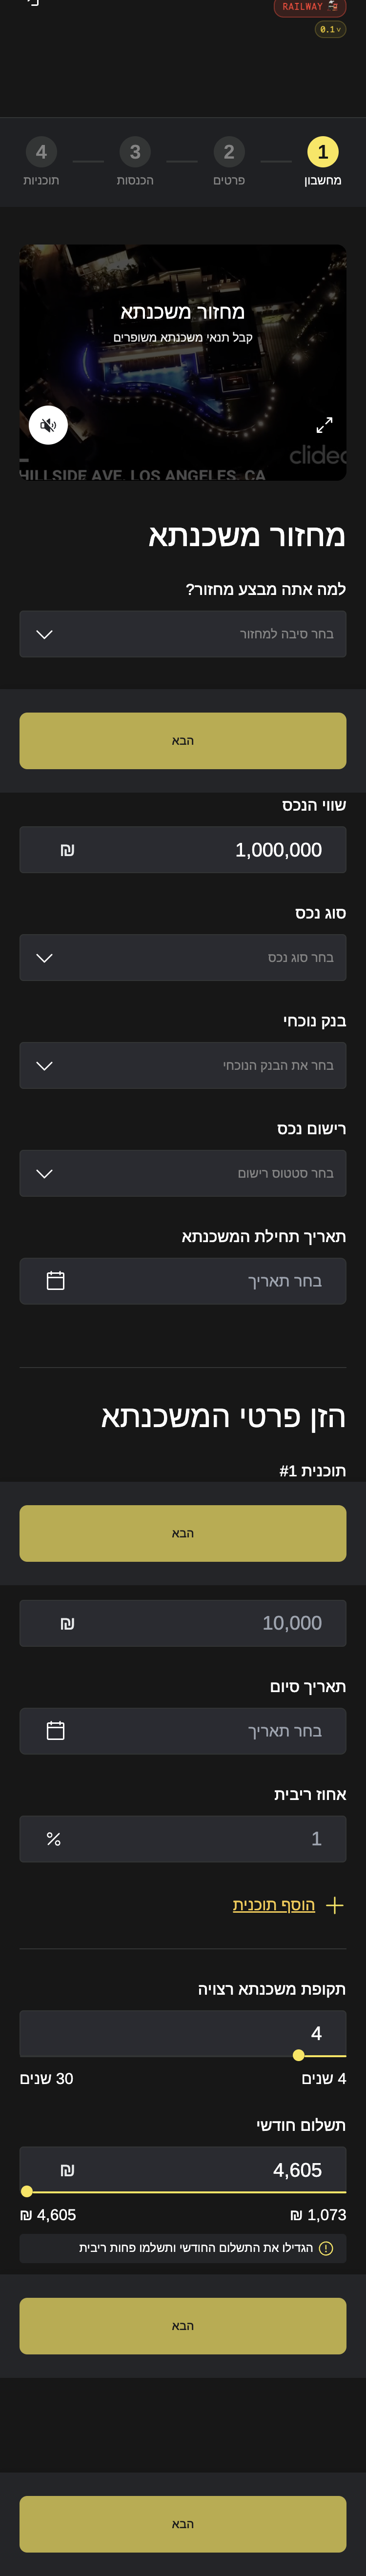 RAILWAY
0.1
1
2
3
4
מחשבון
פרטים
הכנסות
תוכניות
מחזור משכנתא
קבל תנאי משכנתא משופרים
clideo
HILLSIDE AVE, LOS ANGELES, CA
מחזור משכנתא
למה אתה מבצע מחזור?
בחר סיבה למחזור
הבא
שווי הנכס
1,000,000 ₪
סוג נכס
בחר סוג נכס
בנק נוכחי
בחר את הבנק הנוכחי
רישום נכס
בחר סטטוס רישום
תאריך תחילת המשכנתא
בחר תאריך
הזן פרטי המשכנתא
תוכנית #1
הבא
10,000 ₪
תאריך סיום
בחר תאריך
אחוז ריבית
1 %
הוסף תוכנית
תקופת משכנתא רצויה
4
4 שנים
30 שנים
תשלום חודשי
4,605 ₪
1,073 ₪
4,605 ₪
הגדילו את התשלום החודשי ותשלמו פחות ריבית
הבא
הבא